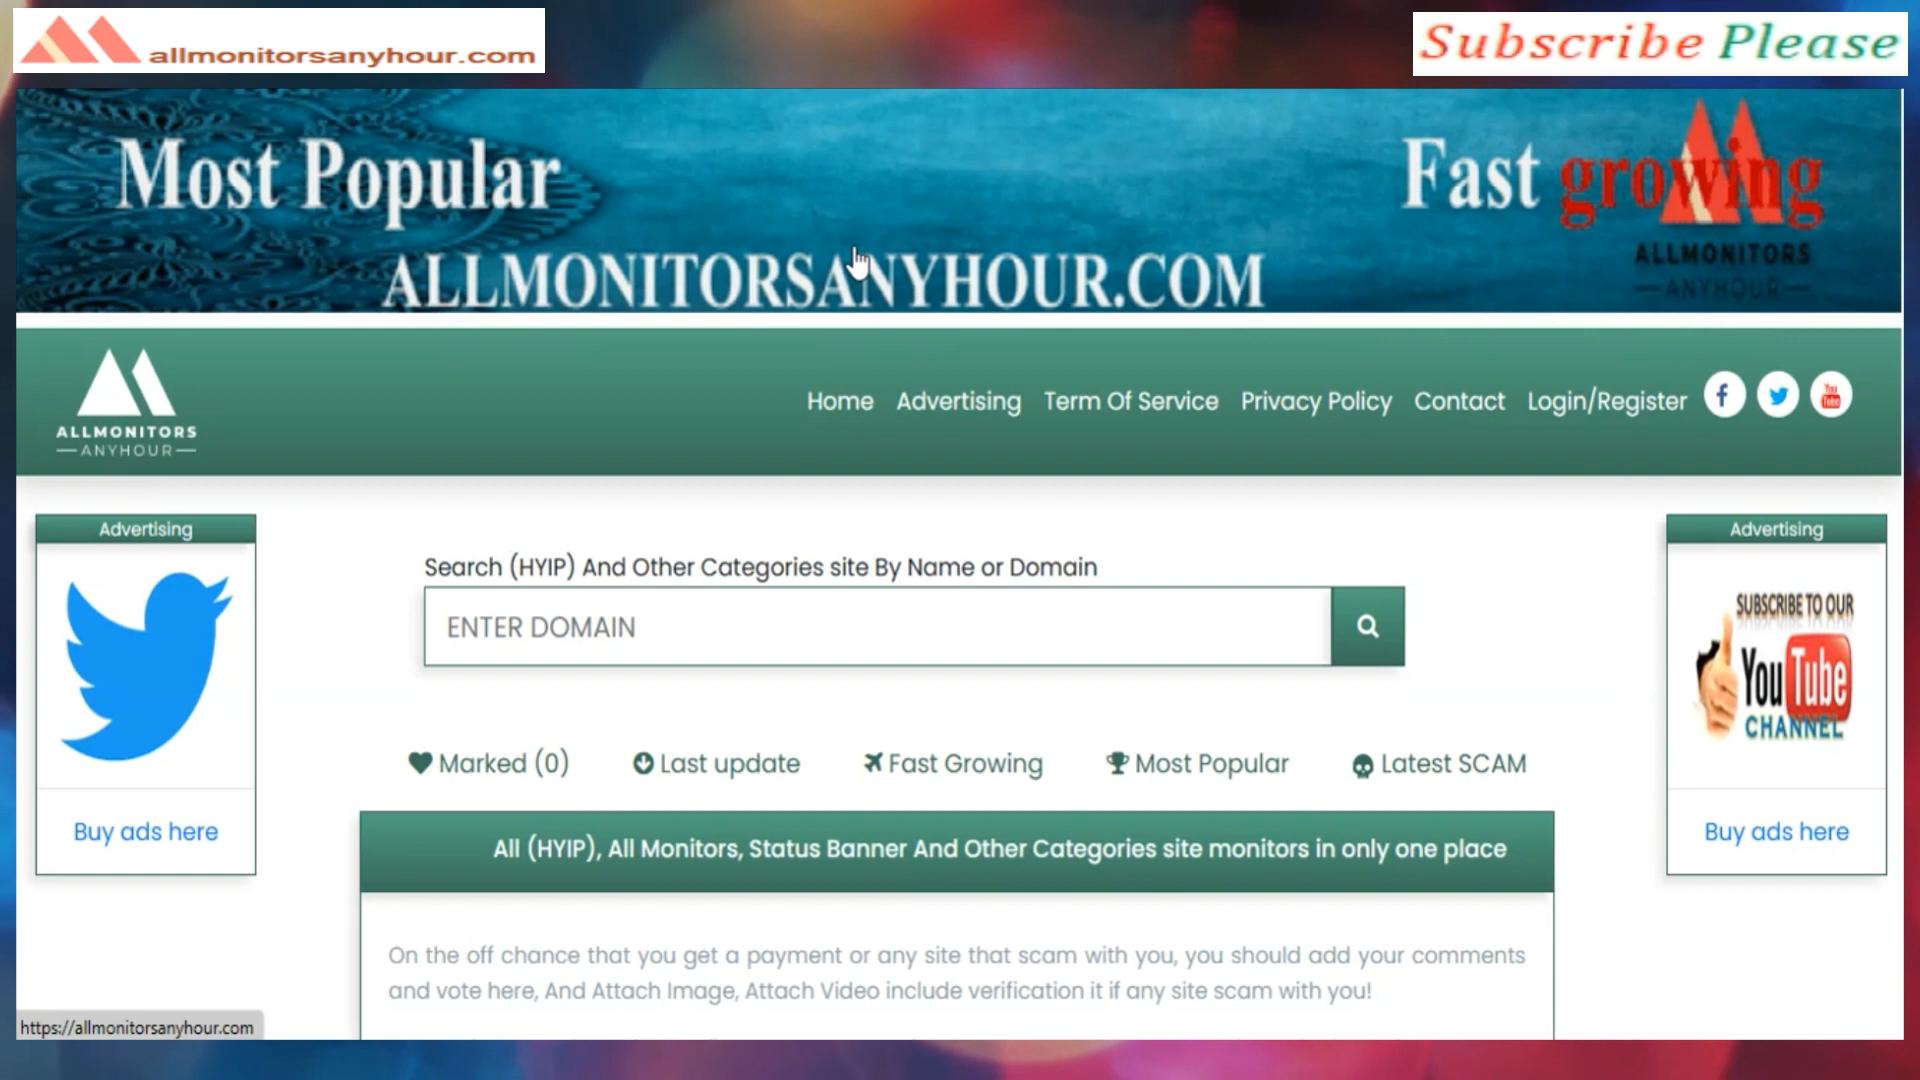 allmonitorsanyhour.com
Subscribe Please
Most Popular
Fast growing
ALLMONITORSANYHOUR.COM
ALLMONITORS
ANYHOUR
ALLMONITORS
ANYHOUR
Home Advertising Term Of Service Privacy Policy Contact Login/Register
You
Tube
Advertising
Advertising
Search (HYIP) And Other Categories site By Name or Domain
ENTER DOMAIN
SUBSCRIBE TO OUR
YouTube
CHANNEL
Marked (0) Last update Fast Growing Most Popular Latest SCAM
Buy ads here
Buy ads here
All (HYIP), All Monitors, Status Banner And Other Categories site monitors in only one place
On the off chance that you get a payment or any site that scam with you, you should add your comments
and vote here, And Attach Image, Attach Video include verification it if any site scam with you!
https://allmonitorsanyhour.com